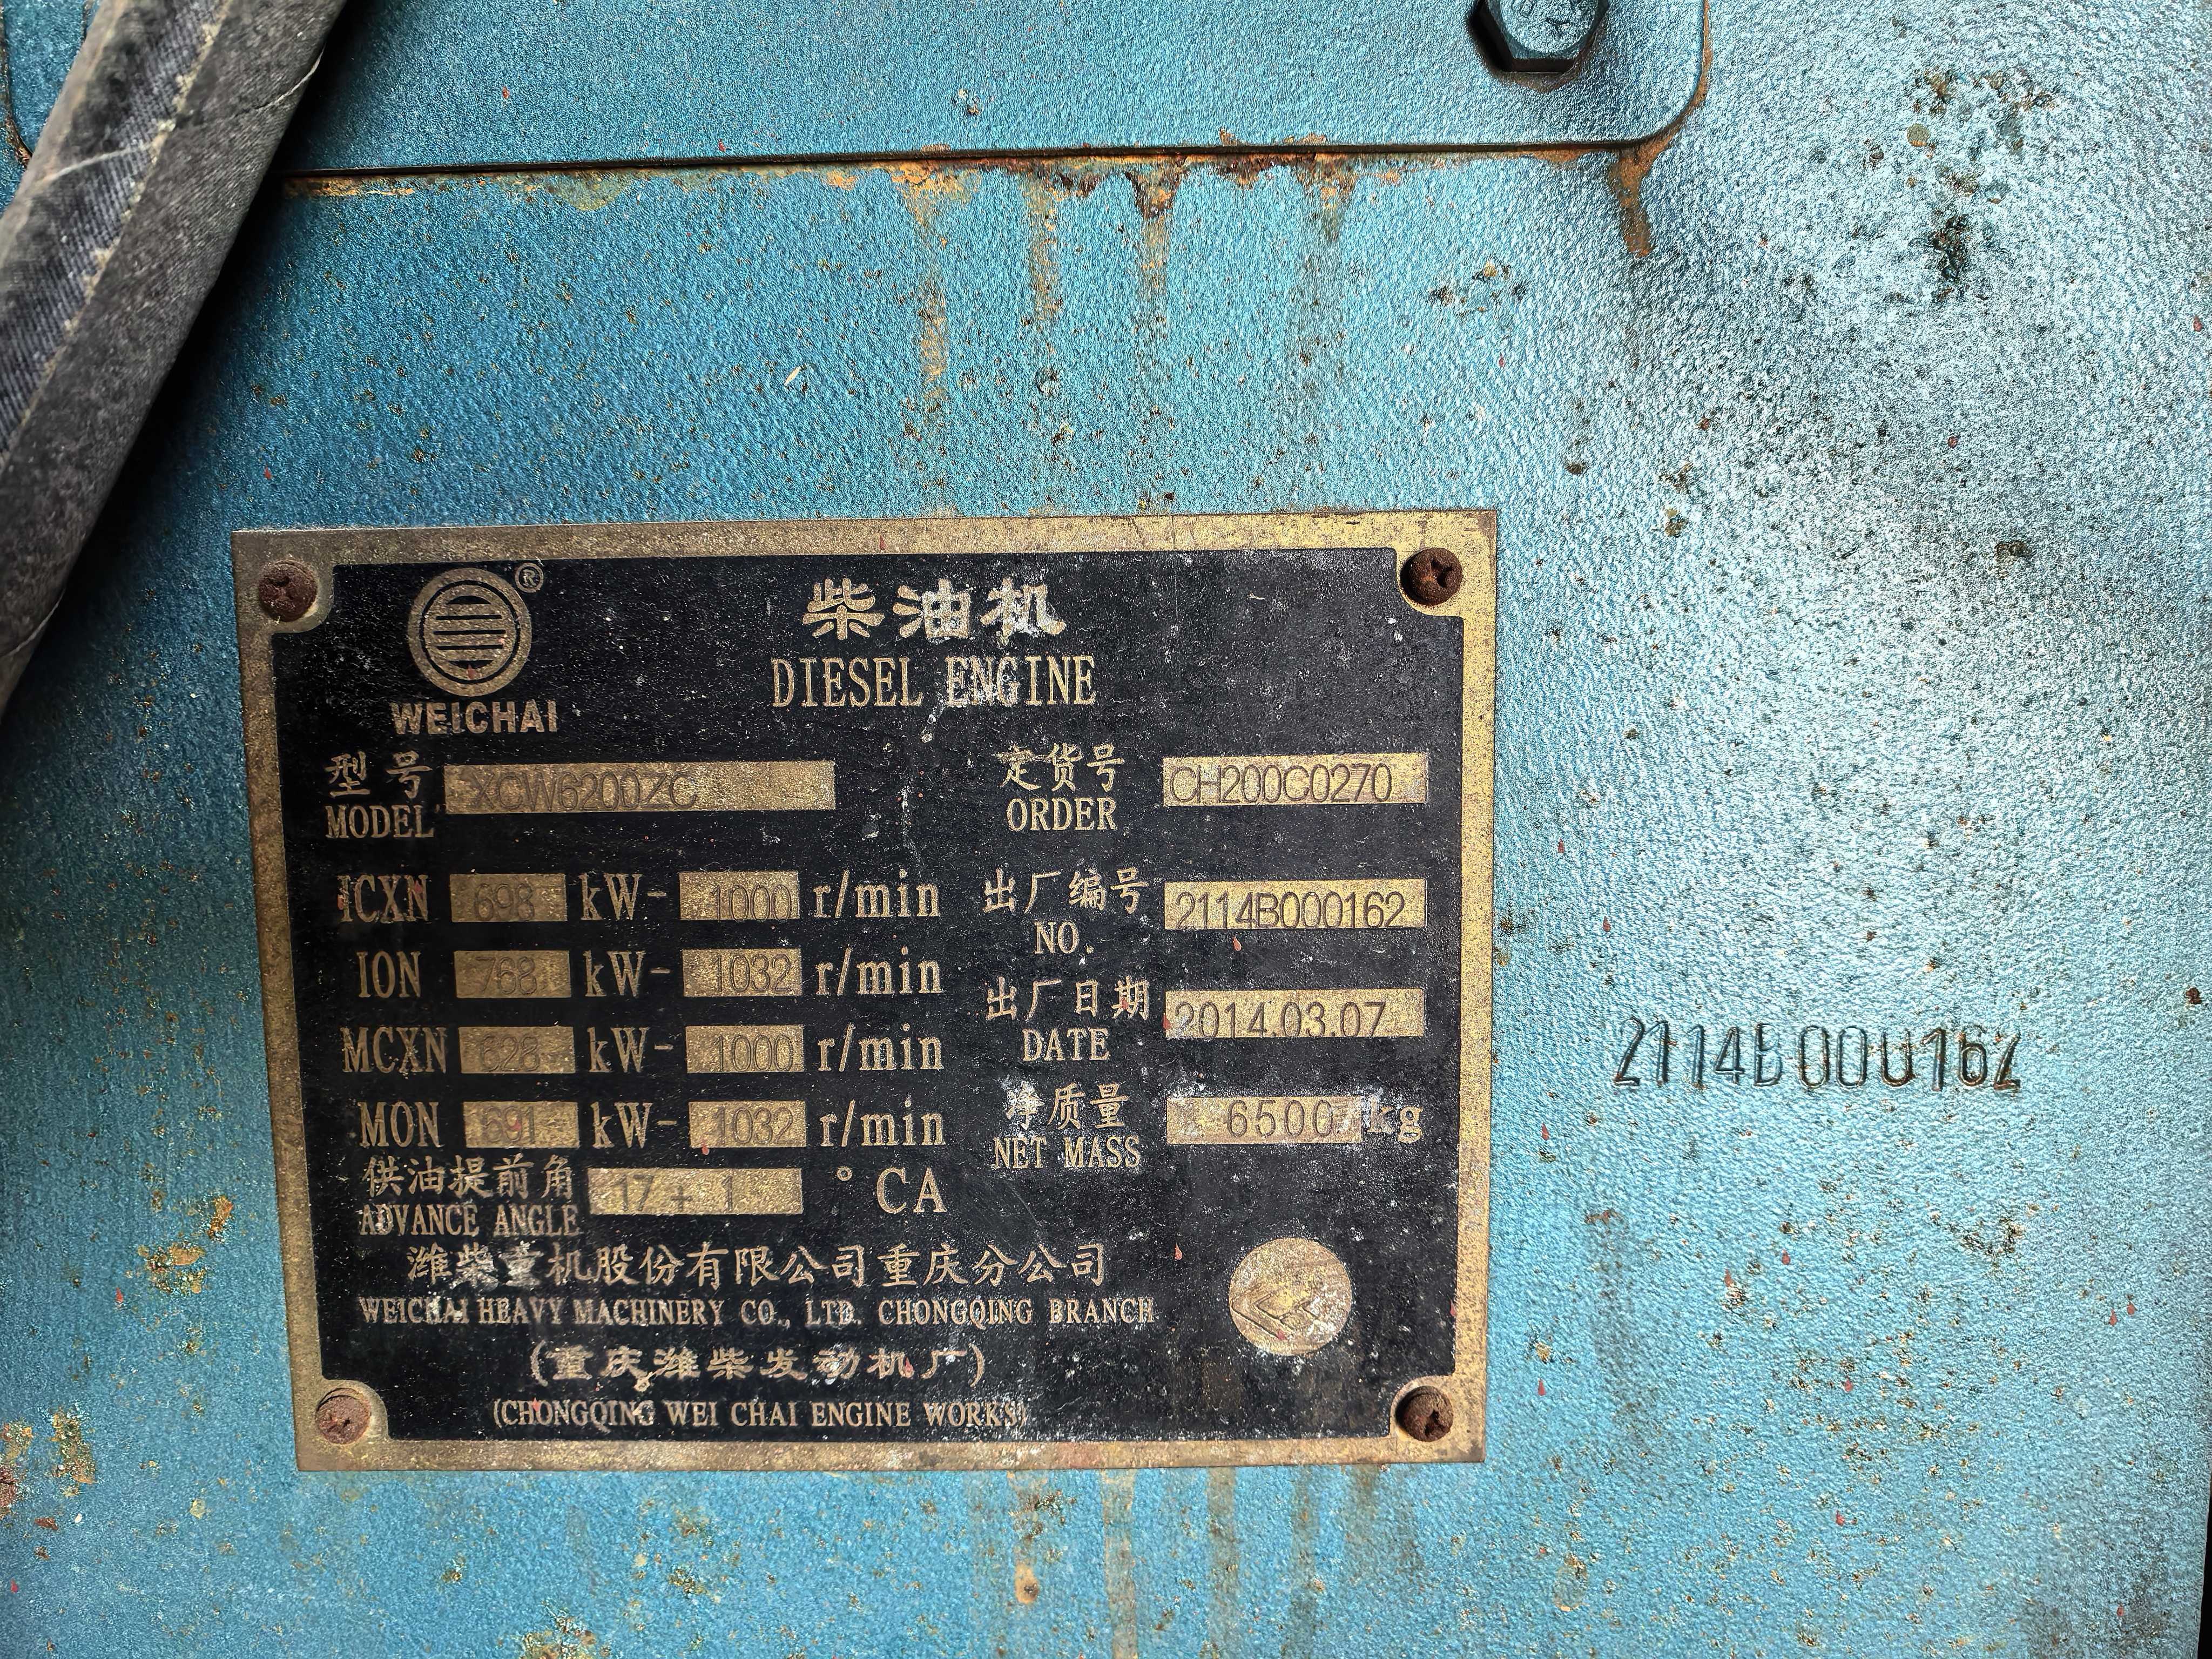 ®
WEICHAI
柴油机
DIESEL ENGINE
型号 XCW6200ZC
MODEL
定货号 CH200C0270
ORDER
ICXN 698 kW- 1000 r/min
出厂编号 2114B000162
NO.
ION 768 kW- 1032 r/min
出厂日期 2014.03.07
DATE
MCXN 628 kW- 1000 r/min
净质量 6500 kg
NET MASS
MON 691 kW- 1032 r/min
供油提前角 17 + 1 °CA
ADVANCE ANGLE
潍柴重机股份有限公司重庆分公司
WEICHAI HEAVY MACHINERY CO., LTD. CHONGQING BRANCH
(重庆潍柴发动机厂)
(CHONGQING WEI CHAI ENGINE WORKS)
2114B000162